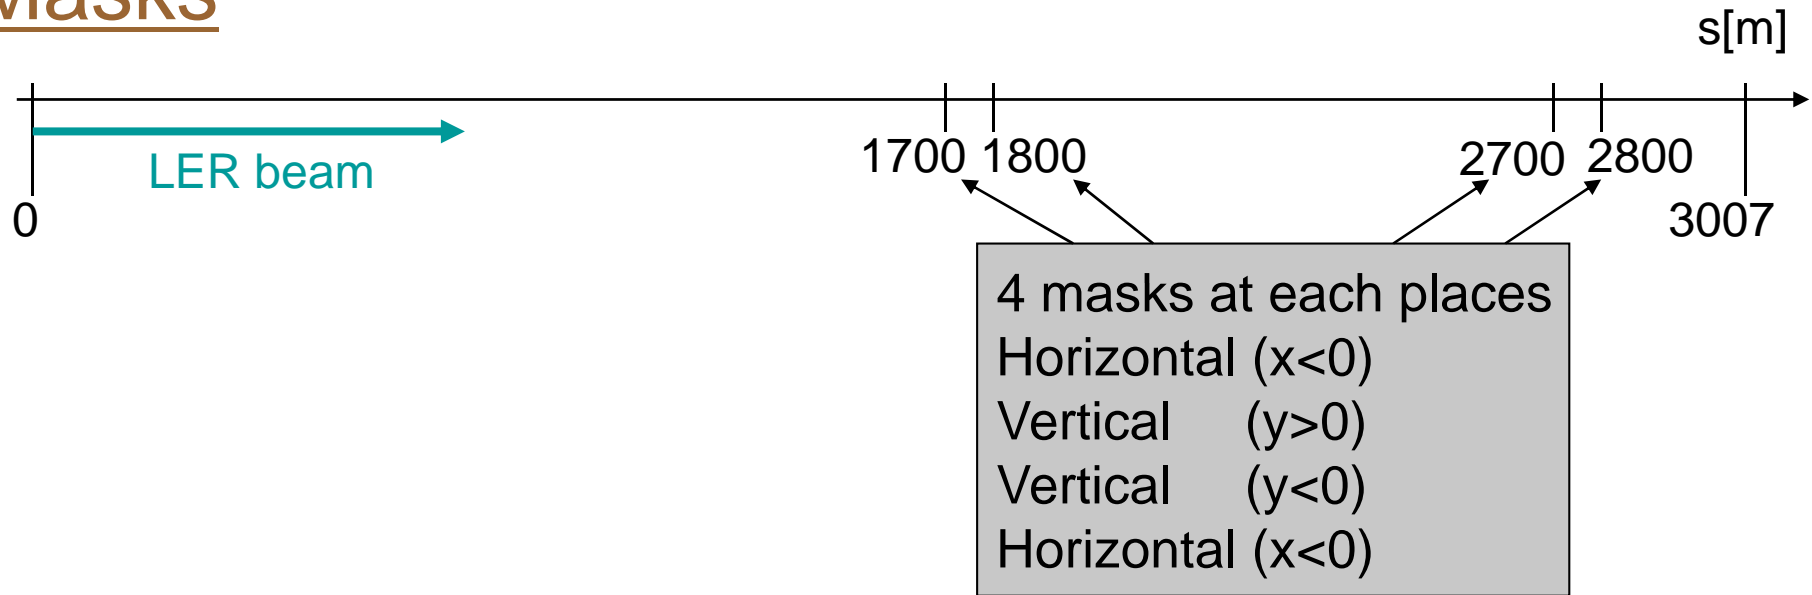 Masks
s[m]
LER beam
1700 1800
2700 2800
0
3007
4 masks at each places
Horizontal (x<0)
Vertical (y>0)
Vertical (y<0)
Horizontal (x<0)